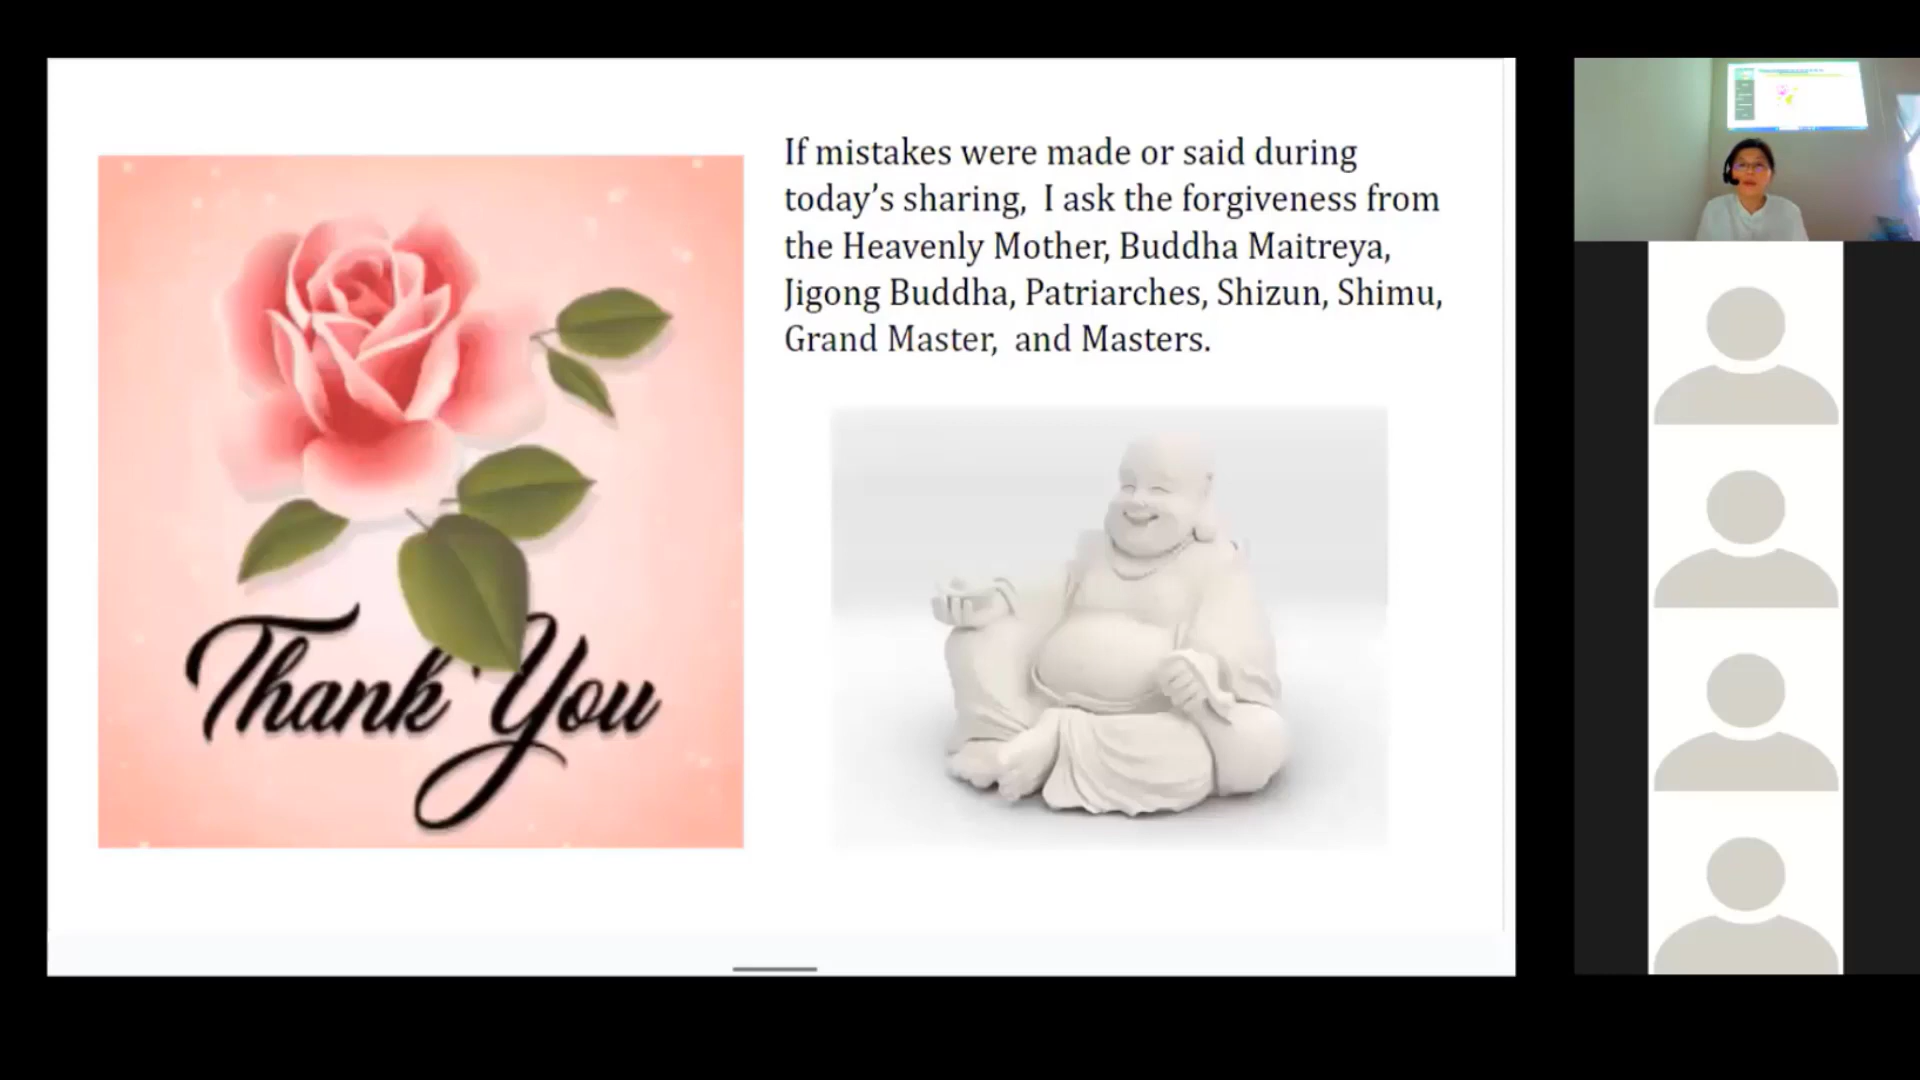 If mistakes were made or said during
today’s sharing,  I ask the forgiveness from
the Heavenly Mother, Buddha Maitreya,
Jigong Buddha, Patriarches, Shizun, Shimu,
Grand Master,  and Masters.
Thank You